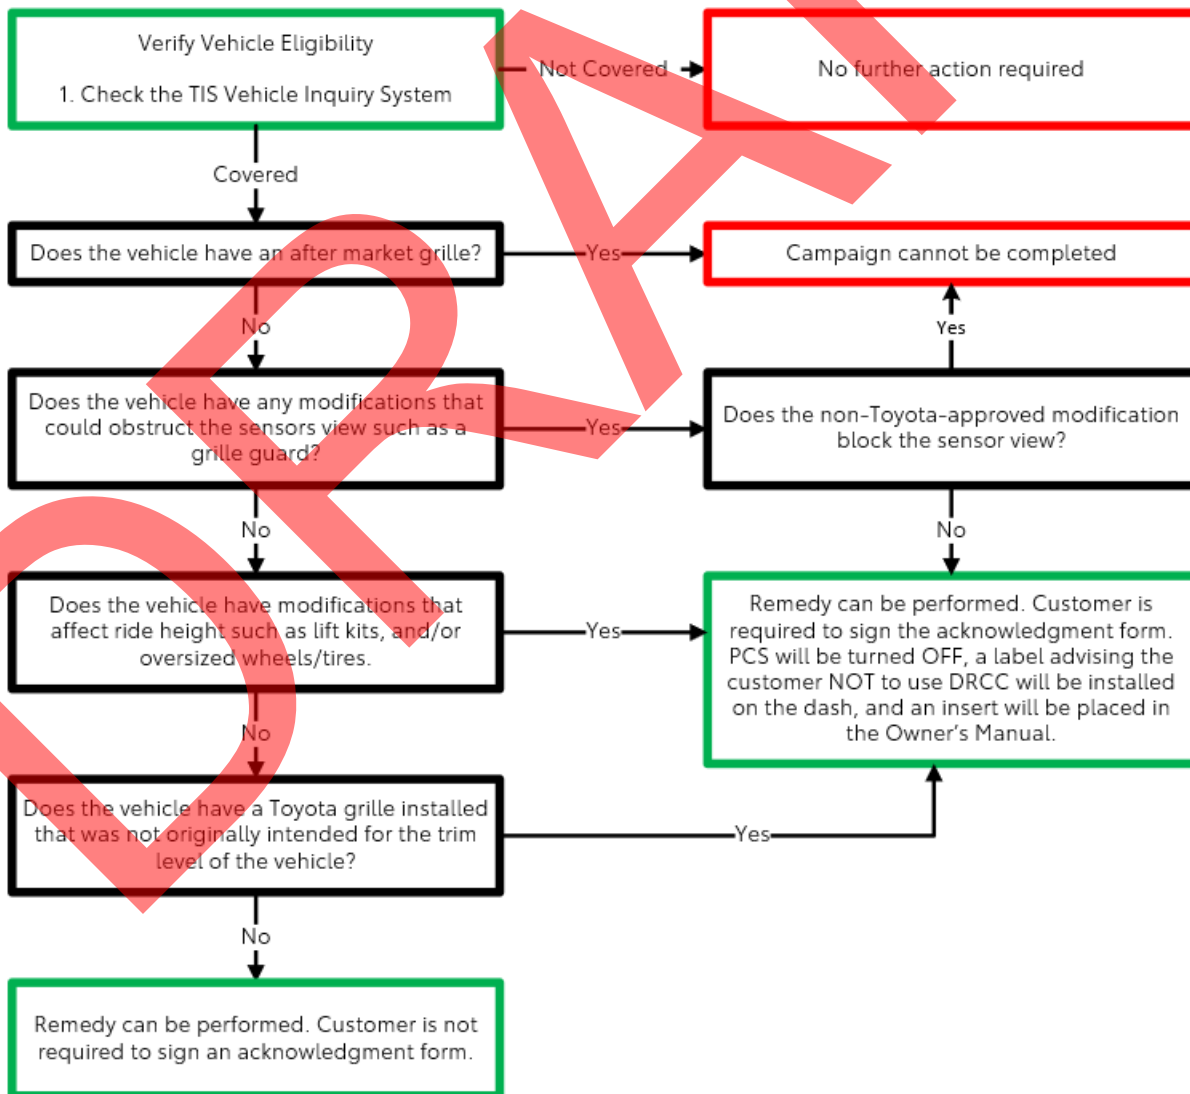 Verify Vehicle Eligibility
1. Check the TIS Vehicle Inquiry System
Not Covered
No further action required
Covered
Does the vehicle have an after market grille?
Yes
Campaign cannot be completed
No
Yes
Does the vehicle have any modifications that
could obstruct the sensors view such as a
grille guard?
Yes
Does the non-Toyota-approved modification
block the sensor view?
No
No
Does the vehicle have modifications that
affect ride height such as lift kits, and/or
oversized wheels/tires.
Yes
Remedy can be performed. Customer is
required to sign the acknowledgment form.
PCS will be turned OFF, a label advising the
customer NOT to use DRCC will be installed
on the dash, and an insert will be placed in
the Owner's Manual.
No
Does the vehicle have a Toyota grille installed
that was not originally intended for the trim
level of the vehicle?
Yes
No
Remedy can be performed. Customer is not
required to sign an acknowledgment form.
DRA